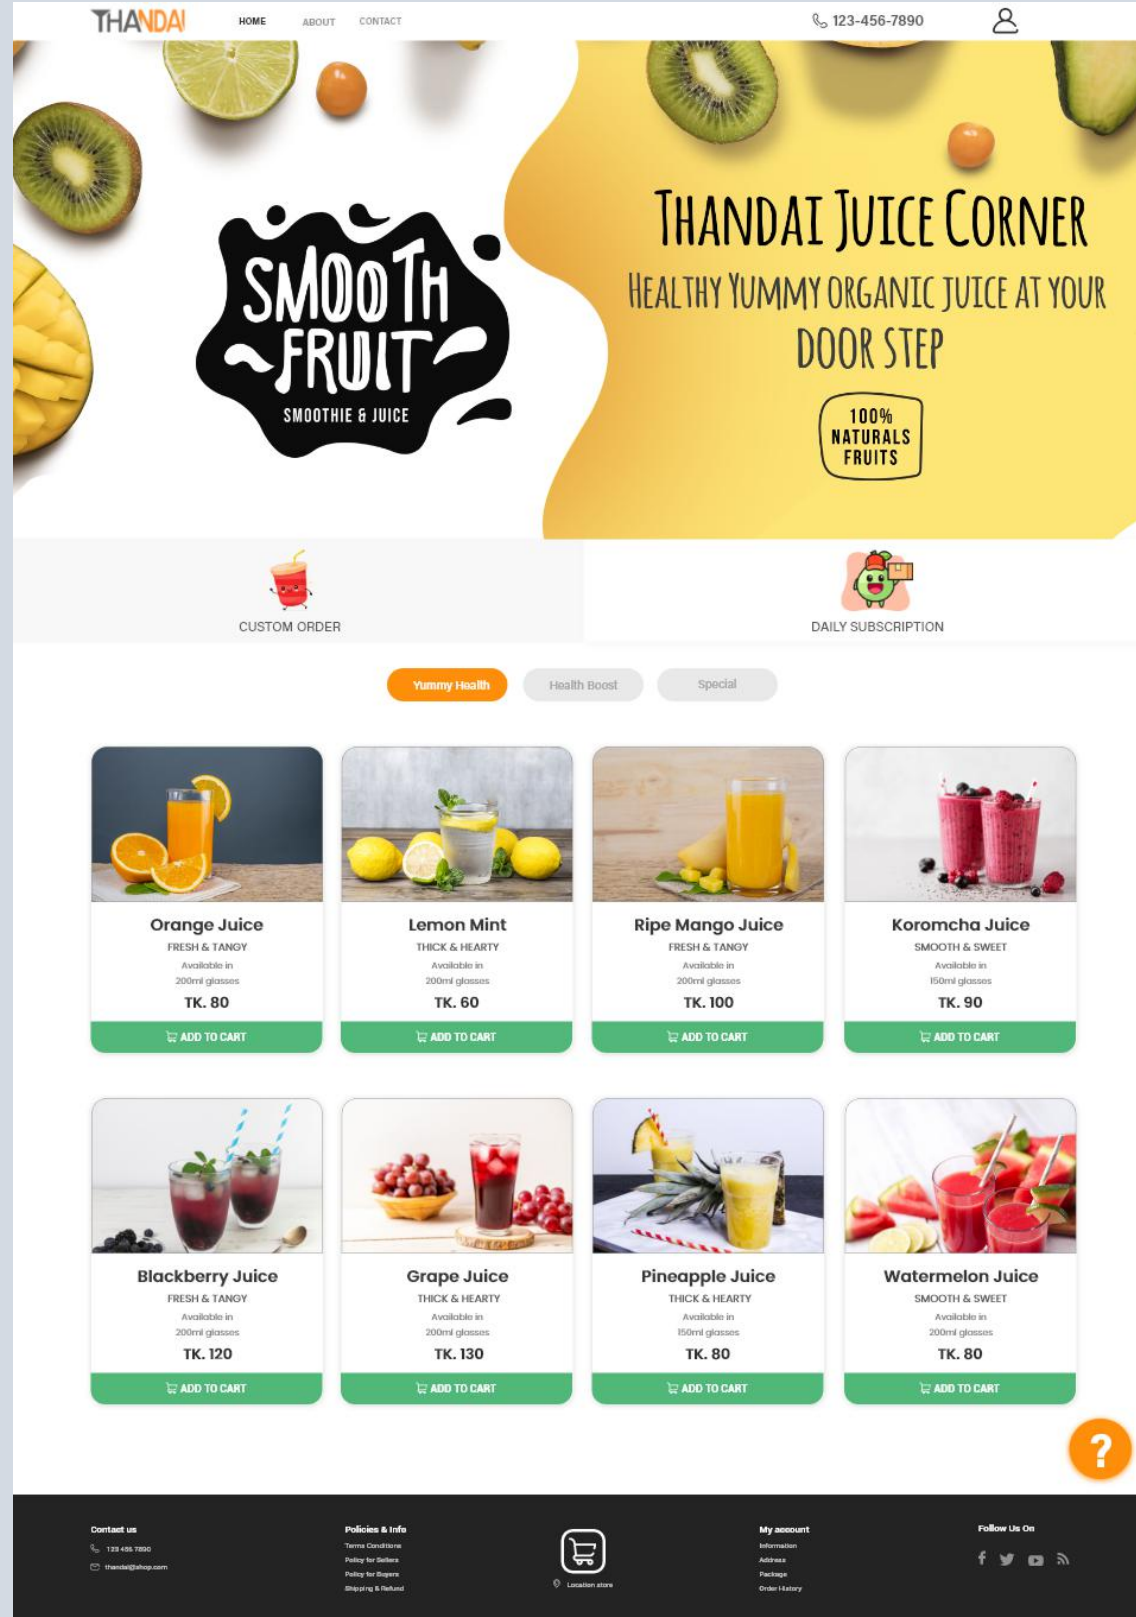 THANDAI
HOME ABOUT CONTACT
123-456-7890
SMOOTH
FRUIT
SMOOTHIE & JUICE
THANDAI JUICE CORNER
HEALTHY YUMMY ORGANIC JUICE AT YOUR
DOOR STEP
100%
NATURALS
FRUITS
CUSTOM ORDER
DAILY SUBSCRIPTION
Yummy Health
Health Boost
Special
Orange Juice
FRESH & TANGY
Available in
200ml glasses
TK. 80
ADD TO CART
Lemon Mint
THICK & HEARTY
Available in
200ml glasses
TK. 60
ADD TO CART
Ripe Mango Juice
FRESH & TANGY
Available in
200ml glasses
TK. 100
ADD TO CART
Koromcha Juice
SMOOTH & SWEET
Available in
150ml glasses
TK. 90
ADD TO CART
Blackberry Juice
FRESH & TANGY
Available in
200ml glasses
TK. 120
ADD TO CART
Grape Juice
THICK & HEARTY
Available in
200ml glasses
TK. 130
ADD TO CART
Pineapple Juice
THICK & HEARTY
Available in
150ml glasses
TK. 80
ADD TO CART
Watermelon Juice
SMOOTH & SWEET
Available in
200ml glasses
TK. 80
ADD TO CART
?
Contact us
123 456 7890
thandai@shop.com
Policies & Info
Terms Conditions
Policy for Sellers
Policy for Buyers
Shipping & Refund
Location store
My account
Information
Address
Package
Order History
Follow Us On